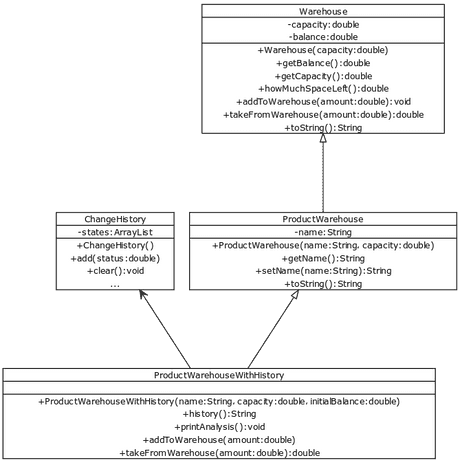 Warehouse
-capacity:double
-balance:double
+Warehouse(capacity:double)
+getBalance():double
+getCapacity():double
+howMuchSpaceLeft():double
+addToWarehouse(amount:double):void
+takeFromWarehouse(amount:double):double
+toString():String
ChangeHistory
-states:ArrayList
+ChangeHistory()
+add(status:double)
+clear():void
...
ProductWarehouse
-name:String
+ProductWarehouse(name:String, capacity:double)
+getName():String
+setName(name:String):String
+toString():String
ProductWarehouseWithHistory
+ProductWarehouseWithHistory(name:String, capacity:double, initialBalance:double)
+history():String
+printAnalysis():void
+addToWarehouse(amount:double)
+takeFromWarehouse(amount:double):double